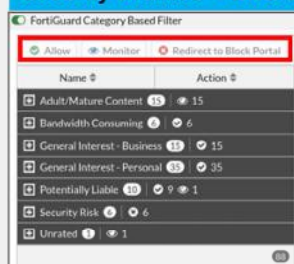 FortiGuard Category Based Filter
Allow Monitor Redirect to Block Portal
Name Action
Adult/Mature Content 15 15
Bandwidth Consuming 6 6
General Interest - Business 15 15
General Interest - Personal 35 35
Potentially Liable 10 9 1
Security Risk 6 6
Unrated 1 1
88